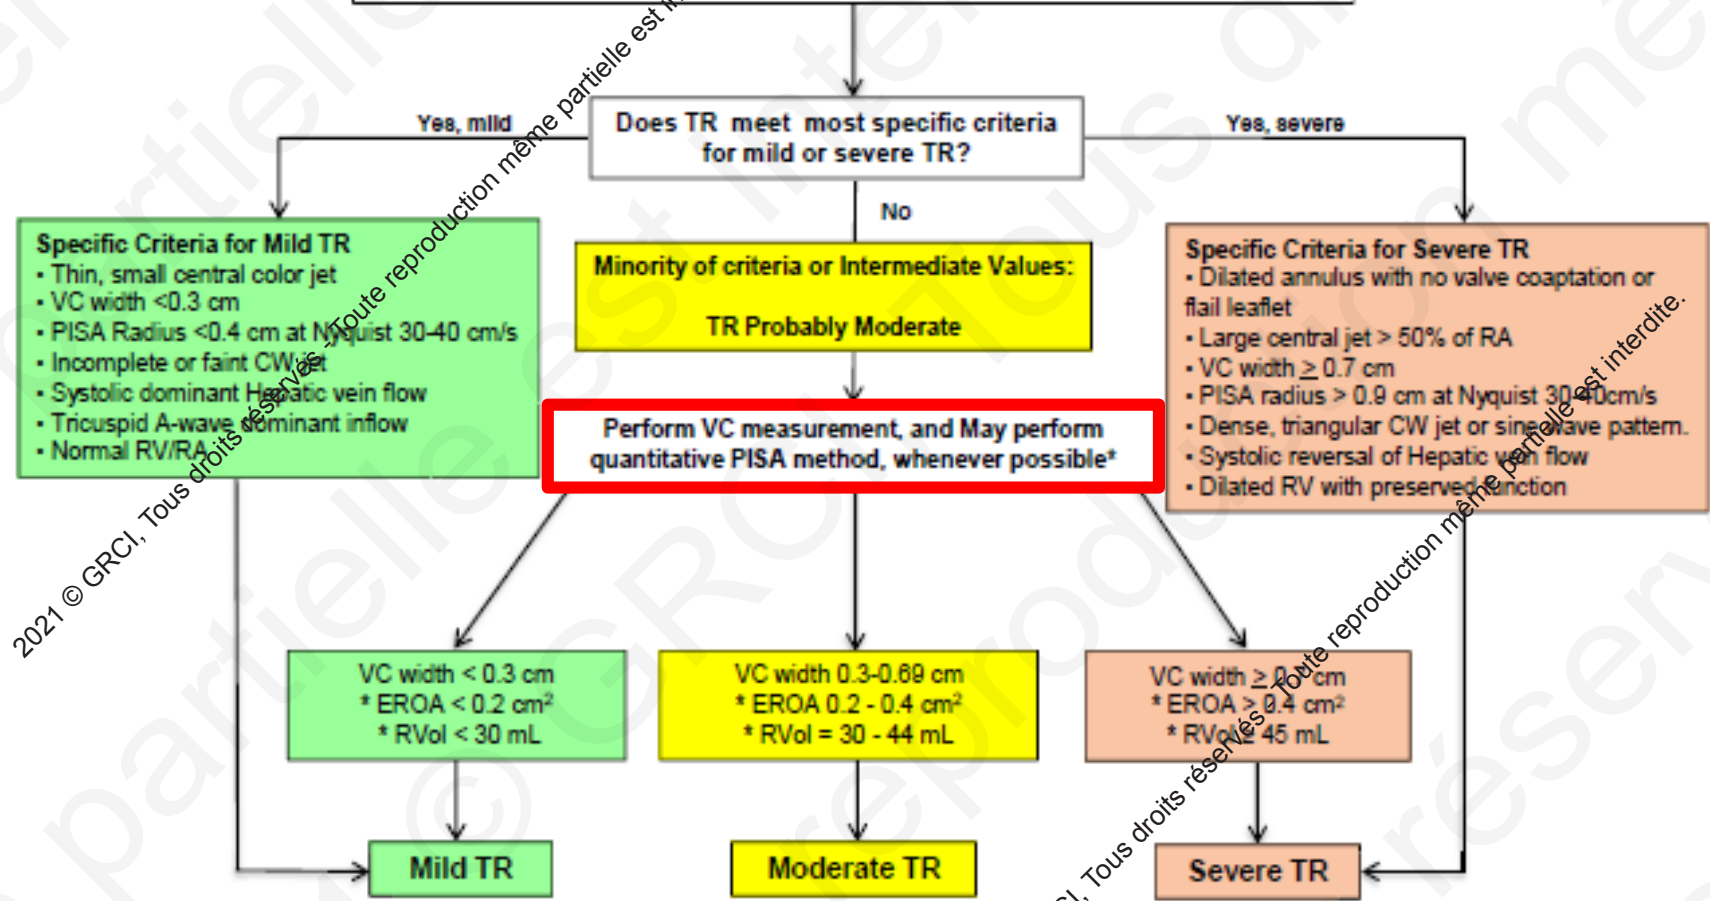 Yes, mild
Does TR meet most specific criteria
for mild or severe TR?
Yes, severe
No
Specific Criteria for Mild TR
• Thin, small central color jet
• VC width <0.3 cm
• PISA Radius <0.4 cm at Nyquist 30-40 cm/s
• Incomplete or faint CW jet
• Systolic dominant Hepatic vein flow
• Tricuspid A-wave dominant inflow
• Normal RV/RA
Minority of criteria or Intermediate Values:
TR Probably Moderate
Specific Criteria for Severe TR
• Dilated annulus with no valve coaptation or
flail leaflet
• Large central jet > 50% of RA
• VC width ≥ 0.7 cm
• PISA radius > 0.9 cm at Nyquist 30-40cm/s
• Dense, triangular CW jet or sine wave pattern.
• Systolic reversal of Hepatic vein flow
• Dilated RV with preserved function
Perform VC measurement, and May perform
quantitative PISA method, whenever possible*
VC width < 0.3 cm
* EROA < 0.2 cm²
* RVol < 30 mL
VC width 0.3-0.69 cm
* EROA 0.2 - 0.4 cm²
* RVol = 30 - 44 mL
VC width ≥ cm
* EROA > 0.4 cm²
* RVol ≥ 45 mL
Mild TR
Moderate TR
Severe TR
2021 © GRCI, Tous droits réservés - Toute reproduction même partielle est
Tous droits réservés - Toute reproduction même partielle est interdite.